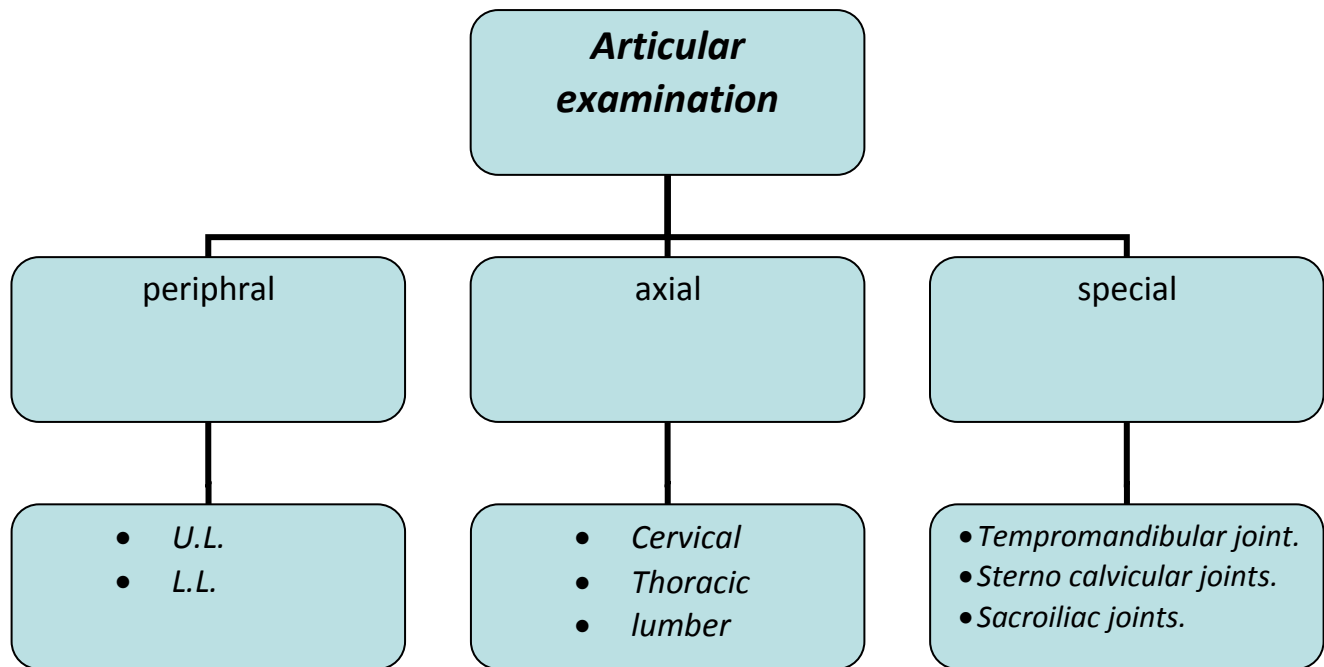 Articular
examination
periphral
axial
special
• U.L.
• L.L.
• Cervical
• Thoracic
• lumber
• Tempromandibular joint.
• Sterno calvicular joints.
• Sacroiliac joints.